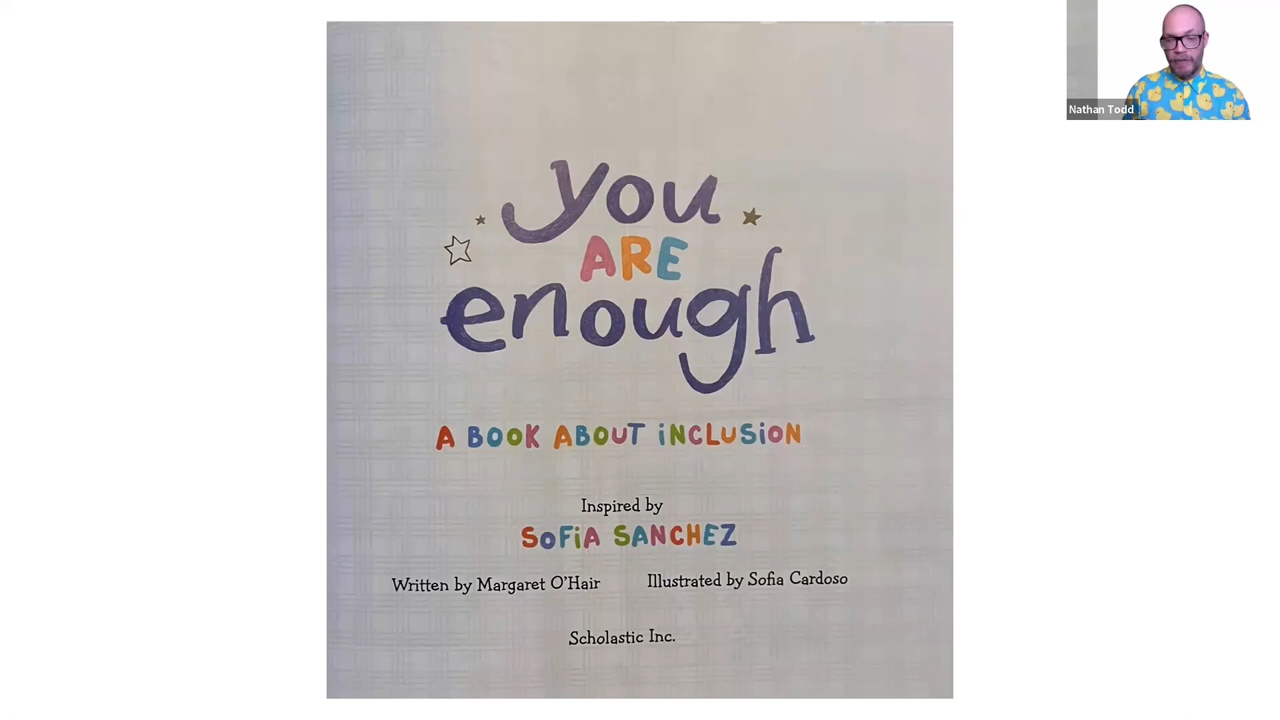 you
ARE
enough
A BOOK ABOUT iNCLUSiON
Inspired by
SOFiA SANCHEZ
Written by Margaret O'Hair
Illustrated by Sofia Cardoso
Scholastic Inc.
Nathan Todd